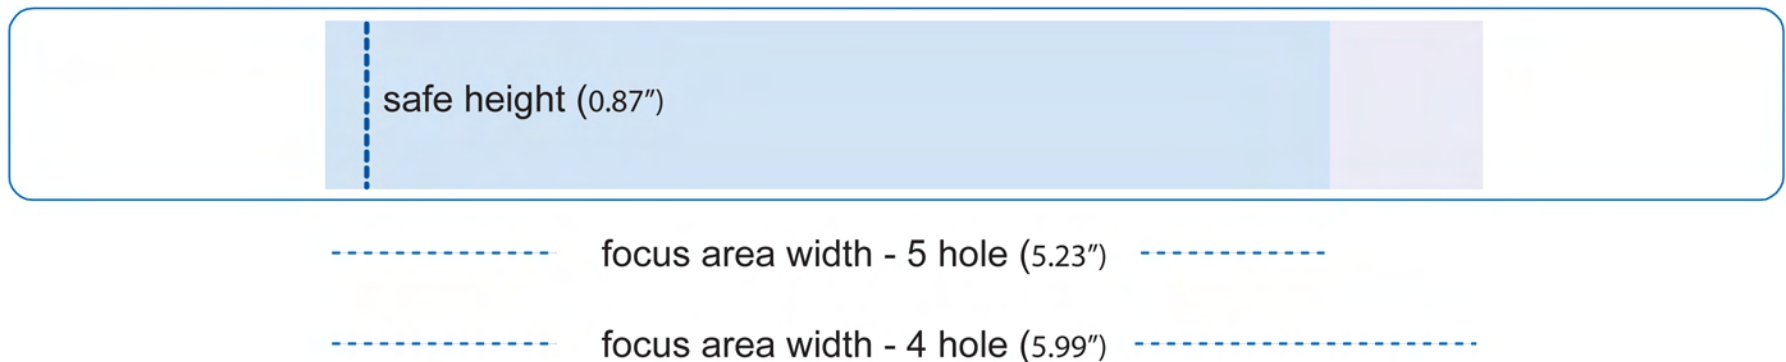 safe height (0.87″)
focus area width - 5 hole (5.23″)
focus area width - 4 hole (5.99″)